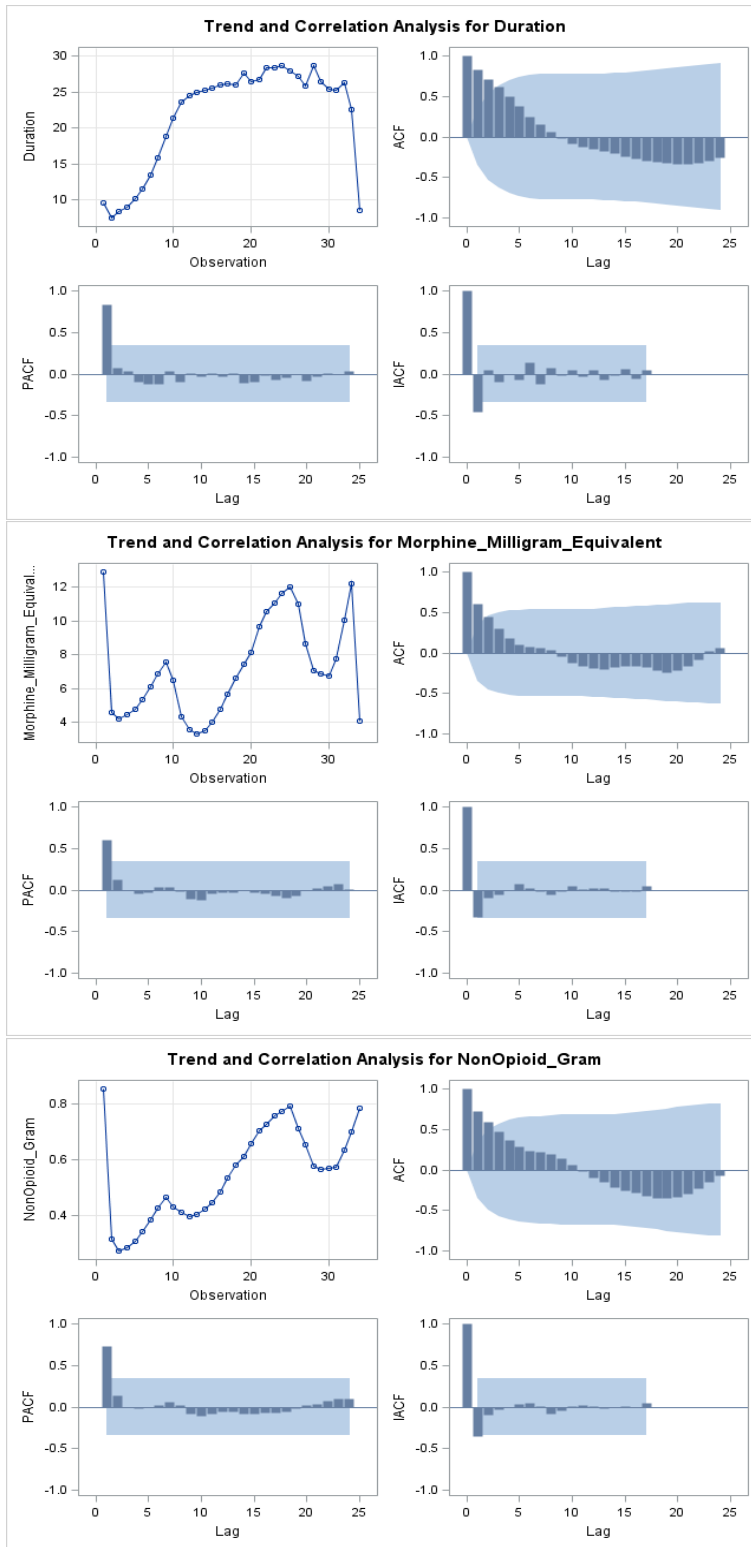 Trend and Correlation Analysis for Duration
30
25
20
15
10
Duration
0 10 20 30
Observation
1.0
0.5
0.0
-0.5
-1.0
ACF
0 5 10 15 20 25
Lag
1.0
0.5
0.0
-0.5
-1.0
PACF
0 5 10 15 20 25
Lag
1.0
0.5
0.0
-0.5
-1.0
IACF
0 5 10 15 20 25
Lag
Trend and Correlation Analysis for Morphine_Milligram_Equivalent
12
10
8
6
4
Morphine_Milligram_Equival...
0 10 20 30
Observation
1.0
0.5
0.0
-0.5
-1.0
ACF
0 5 10 15 20 25
Lag
1.0
0.5
0.0
-0.5
-1.0
PACF
0 5 10 15 20 25
Lag
1.0
0.5
0.0
-0.5
-1.0
IACF
0 5 10 15 20 25
Lag
Trend and Correlation Analysis for NonOpioid_Gram
0.8
0.6
0.4
NonOpioid_Gram
0 10 20 30
Observation
1.0
0.5
0.0
-0.5
-1.0
ACF
0 5 10 15 20 25
Lag
1.0
0.5
0.0
-0.5
-1.0
PACF
0 5 10 15 20 25
Lag
1.0
0.5
0.0
-0.5
-1.0
IACF
0 5 10 15 20 25
Lag